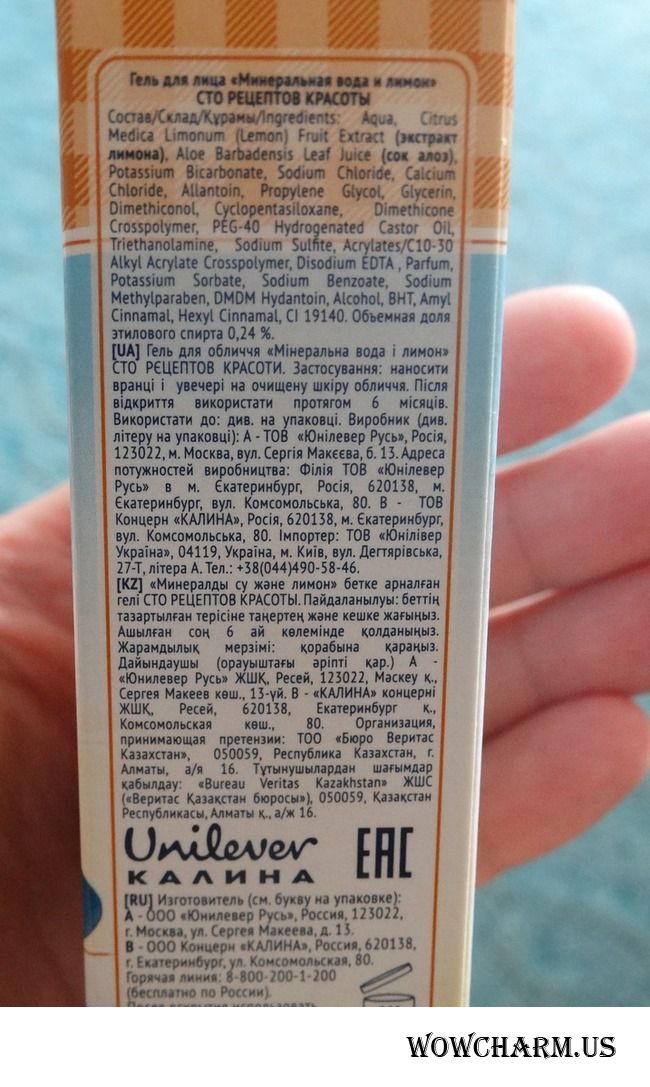 Гель для лица «Минеральная вода и лимон»
СТО РЕЦЕПТОВ КРАСОТЫ
Состав/Склад/Құрамы/Ingredients: Aqua, Citrus
Medica Limonum (Lemon) Fruit Extract (экстракт
лимона), Aloe Barbadensis Leaf Juice (сок алоэ),
Potassium Bicarbonate, Sodium Chloride, Calcium
Chloride, Allantoin, Propylene Glycol, Glycerin,
Dimethiconol, Cyclopentasiloxane, Dimethicone
Crosspolymer, PEG-40 Hydrogenated Castor Oil,
Triethanolamine, Sodium Sulfite, Acrylates/C10-30
Alkyl Acrylate Crosspolymer, Disodium EDTA , Parfum,
Potassium Sorbate, Sodium Benzoate, Sodium
Methylparaben, DMDM Hydantoin, Alcohol, BHT, Amyl
Cinnamal, Hexyl Cinnamal, CI 19140. Объемная доля
этилового спирта 0,24 %.
[UA] Гель для обличчя «Мінеральна вода і лимон»
СТО РЄЦЕПТОВ КРАСОТИ. Застосування: наносити
вранці і увечері на очищену шкіру обличчя. Після
відкриття використати протягом 6 місяців.
Використати до: див. на упаковці. Виробник (див.
літеру на упаковці): А - ТОВ «Юнілевер Русь», Росія,
123022, м. Москва, вул. Сергія Макєєва, б. 13. Адреса
потужностей виробництва: Філія ТОВ «Юнілевер
Русь» в м. Єкатеринбург, Росія, 620138, м.
Єкатеринбург, вул. Комсомольська, 80. В - ТОВ
Концерн «КАЛИНА», Росія, 620138, м. Єкатеринбург,
вул. Комсомольська, 80. Імпортер: ТОВ «Юнілівер
Україна», 04119, Україна, м. Київ, вул. Дегтярівська,
27-Т, літера А. Тел.: +38(044)490-58-46.
[KZ] «Минералды су және лимон» бетке арналған
гелі СТО РЕЦЕПТОВ КРАСОТЫ. Пайдаланылуы: беттің
тазартылған терісіне таңертең және кешке жағыңыз.
Ашылған соң 6 ай көлемінде қолданыңыз.
Жарамдылық мерзімі: қорабына қараңыз.
Дайындаушы (орауыштағы әріпті қар.) А -
«Юнилевер Русь» ЖШҚ, Ресей, 123022, Мәскеу қ.,
Сергея Макеев көш., 13-үй. В - «КАЛИНА» концерні
ЖШҚ, Ресей, 620138, Екатеринбург қ.,
Комсомольская көш., 80. Организация,
принимающая претензии: ТОО «Бюро Веритас
Казахстан», 050059, Республика Казахстан, г.
Алматы, а/я 16. Тұтынушылардан шағымдар
қабылдау: «Bureau Veritas Kazakhstan» ЖШС
(«Веритас Қазақстан бюросы»), 050059, Қазақстан
Республикасы, Алматы қ., а/ж 16.
Unilever
КАЛИНА
EAC
[RU] Изготовитель (см. букву на упаковке):
А - ООО «Юнилевер Русь», Россия, 123022,
г. Москва, ул. Сергея Макеева, д. 13.
В - ООО Концерн «КАЛИНА», Россия, 620138,
г. Екатеринбург, ул. Комсомольская, 80.
Горячая линия: 8-800-200-1-200
(бесплатно по России).
После вскрытия использовать
WOWCHARM.US